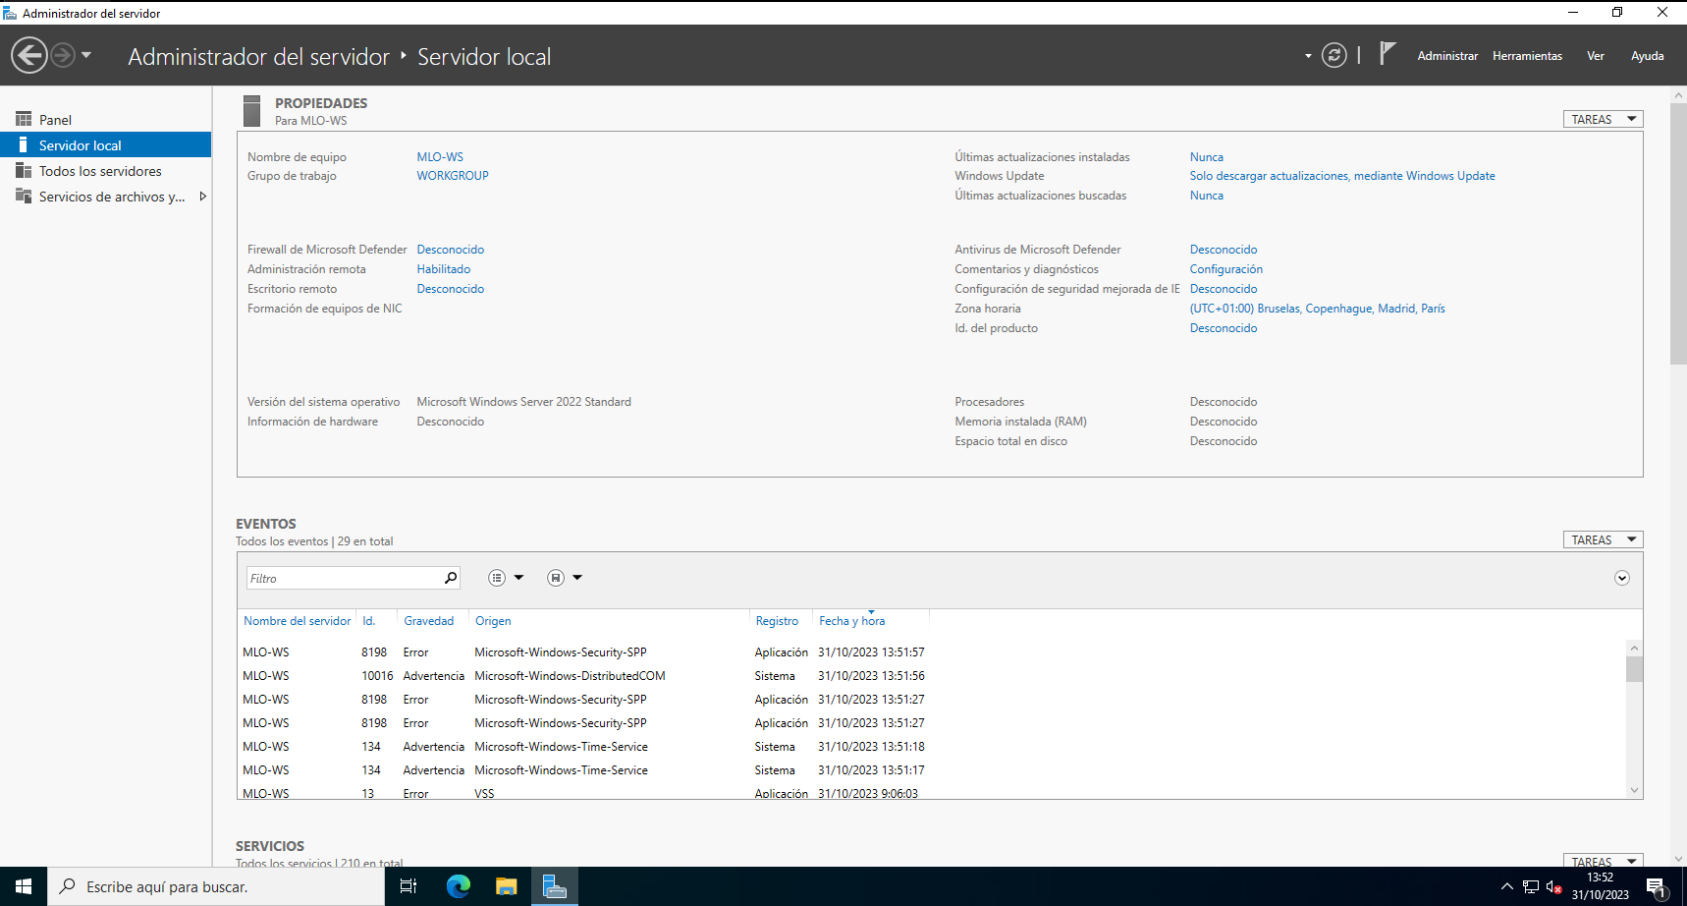 Administrador del servidor
Administrador del servidor ‣ Servidor local
Administrar Herramientas Ver Ayuda
Panel
Servidor local
Todos los servidores
Servicios de archivos y...
PROPIEDADES
Para MLO-WS
TAREAS
Nombre de equipo MLO-WS
Grupo de trabajo WORKGROUP
Últimas actualizaciones instaladas Nunca
Windows Update Solo descargar actualizaciones, mediante Windows Update
Últimas actualizaciones buscadas Nunca
Firewall de Microsoft Defender Desconocido
Administración remota Habilitado
Escritorio remoto Desconocido
Formación de equipos de NIC
Antivirus de Microsoft Defender Desconocido
Comentarios y diagnósticos Configuración
Configuración de seguridad mejorada de IE Desconocido
Zona horaria (UTC+01:00) Bruselas, Copenhague, Madrid, París
Id. del producto Desconocido
Versión del sistema operativo Microsoft Windows Server 2022 Standard
Información de hardware Desconocido
Procesadores Desconocido
Memoria instalada (RAM) Desconocido
Espacio total en disco Desconocido
EVENTOS
Todos los eventos | 29 en total
TAREAS
Filtro
Nombre del servidor Id. Gravedad Origen Registro Fecha y hora
MLO-WS 8198 Error Microsoft-Windows-Security-SPP Aplicación 31/10/2023 13:51:57
MLO-WS 10016 Advertencia Microsoft-Windows-DistributedCOM Sistema 31/10/2023 13:51:56
MLO-WS 8198 Error Microsoft-Windows-Security-SPP Aplicación 31/10/2023 13:51:27
MLO-WS 8198 Error Microsoft-Windows-Security-SPP Aplicación 31/10/2023 13:51:27
MLO-WS 134 Advertencia Microsoft-Windows-Time-Service Sistema 31/10/2023 13:51:18
MLO-WS 134 Advertencia Microsoft-Windows-Time-Service Sistema 31/10/2023 13:51:17
MLO-WS 13 Error VSS Aplicación 31/10/2023 9:06:03
SERVICIOS
Todos los servicios | 210 en total
TAREAS
Escribe aquí para buscar.
13:52
31/10/2023
1